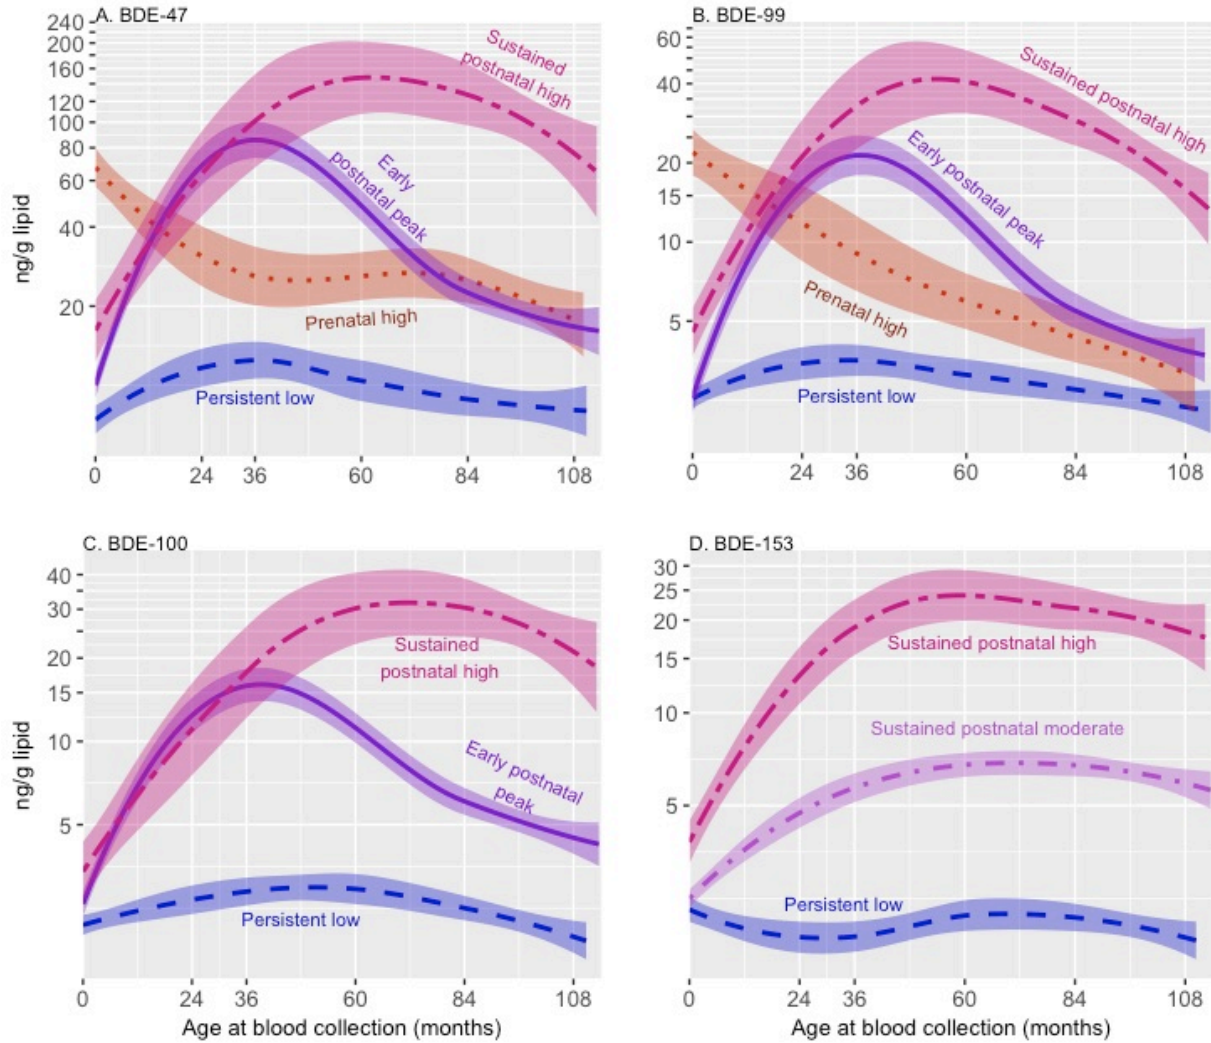 A. BDE-47
240
200
160
120
100
80
60
40
20
ng/g lipid
Sustained
postnatal high
Early
postnatal peak
Prenatal high
Persistent low
0 24 36 60 84 108
B. BDE-99
60
40
20
15
10
5
Sustained postnatal high
Early postnatal peak
Prenatal high
Persistent low
0 24 36 60 84 108
C. BDE-100
40
30
20
15
10
5
ng/g lipid
Sustained
postnatal high
Early postnatal
peak
Persistent low
0 24 36 60 84 108
Age at blood collection (months)
D. BDE-153
30
25
20
15
10
5
Sustained postnatal high
Sustained postnatal moderate
Persistent low
0 24 36 60 84 108
Age at blood collection (months)